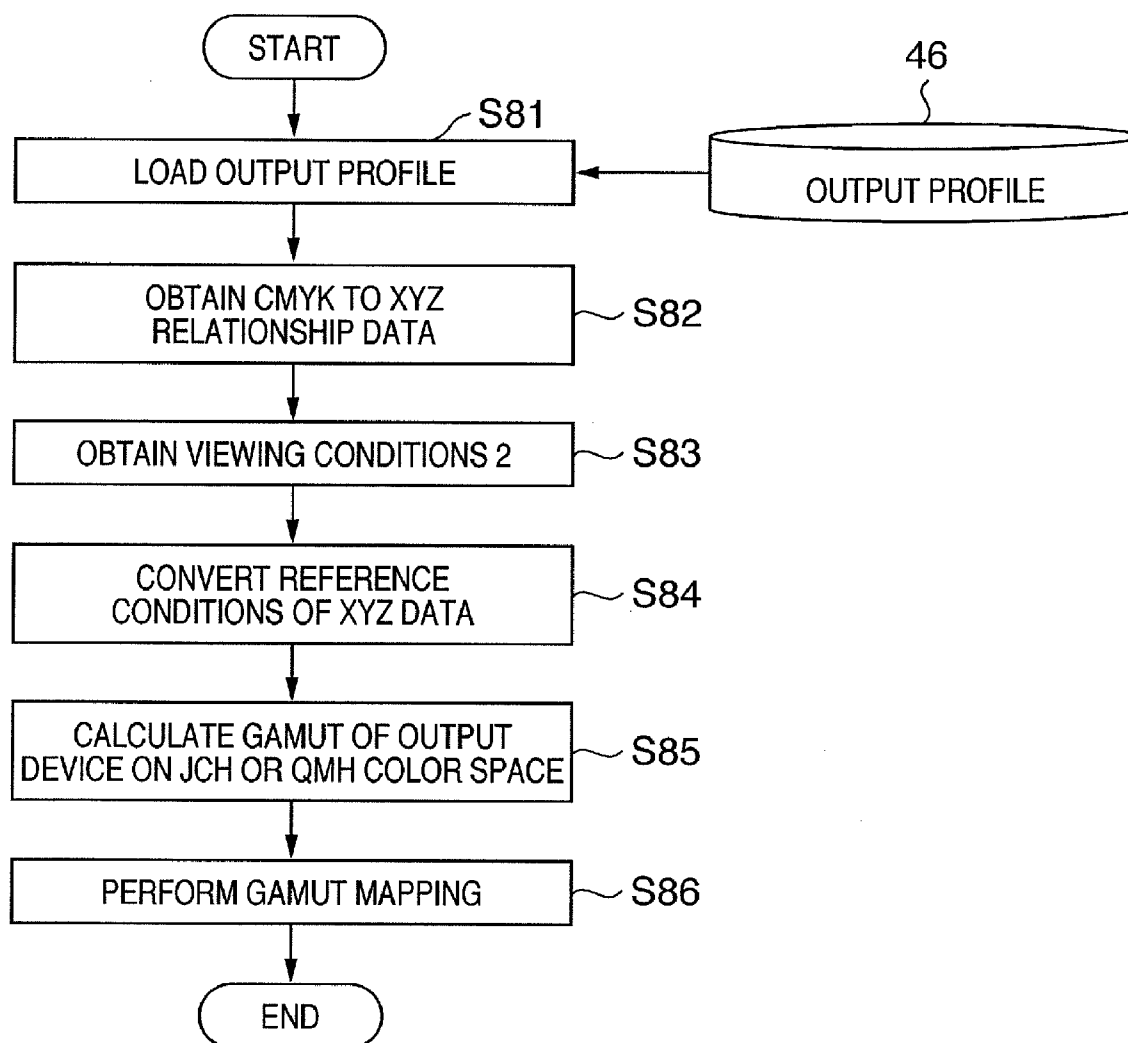 START
46
S81
LOAD OUTPUT PROFILE
OUTPUT PROFILE
OBTAIN CMYK TO XYZ
RELATIONSHIP DATA
S82
OBTAIN VIEWING CONDITIONS 2
S83
CONVERT REFERENCE
CONDITIONS OF XYZ DATA
S84
CALCULATE GAMUT OF OUTPUT
DEVICE ON JCH OR QMH COLOR SPACE
S85
PERFORM GAMUT MAPPING
S86
END